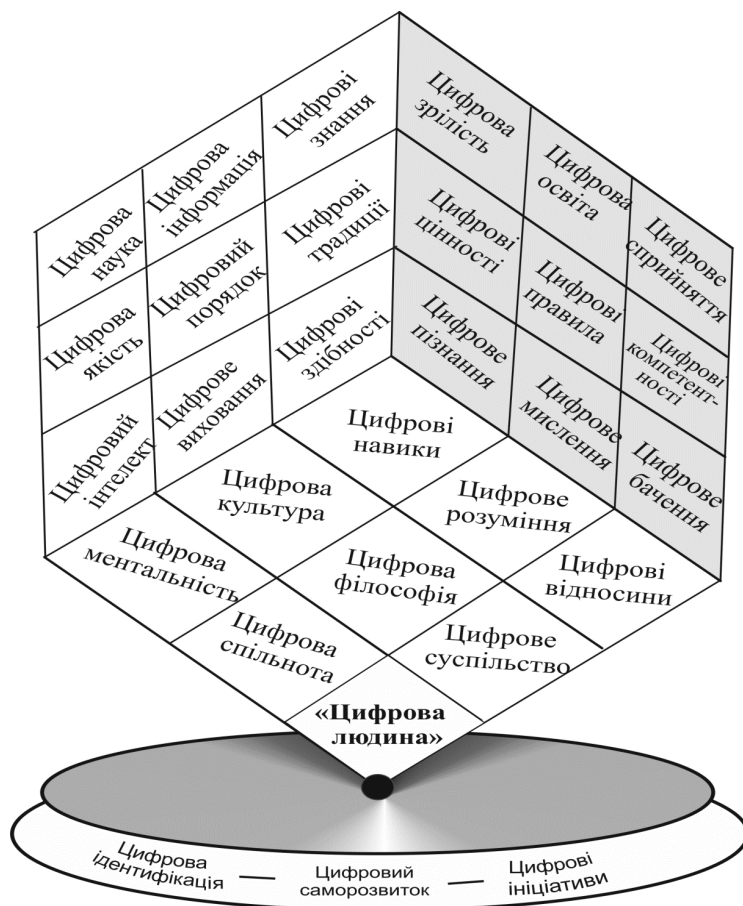 Цифрова
наука
Цифрова
інформація
Цифрові
знання
Цифрова
якість
Цифровий
порядок
Цифрові
традиції
Цифровий
інтелект
Цифрове
виховання
Цифрові
здібності
Цифрова
зрілість
Цифрова
освіта
Цифрове
сприйняття
Цифрові
цінності
Цифрові
правила
Цифрові
компетент-
ності
Цифрове
пізнання
Цифрове
мислення
Цифрове
бачення
Цифрові
навики
Цифрова
культура
Цифрове
розуміння
Цифрова
ментальність
Цифрова
філософія
Цифрові
відносини
Цифрова
спільнота
Цифрове
суспільство
«Цифрова
людина»
Цифрова
ідентифікація
Цифровий
саморозвиток
Цифрові
ініціативи